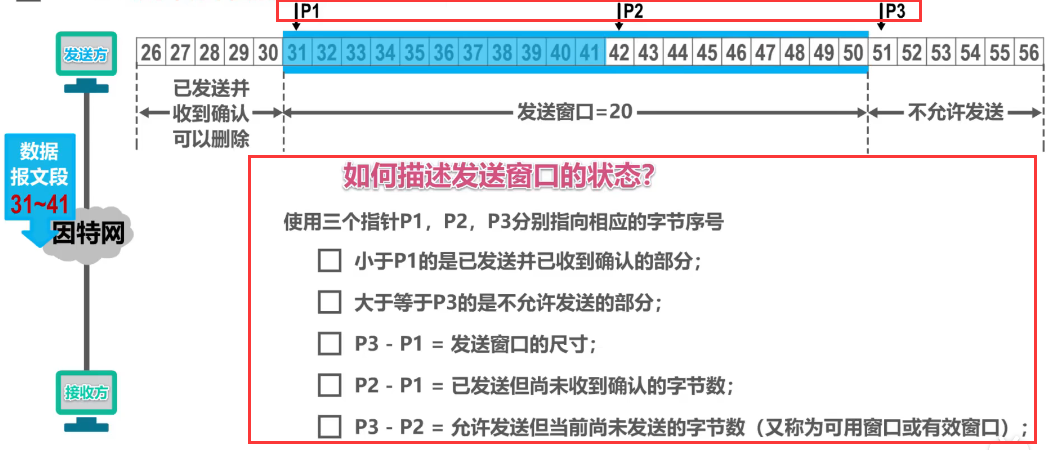 P1 P2 P3
发送方
26 27 28 29 30 31 32 33 34 35 36 37 38 39 40 41 42 43 44 45 46 47 48 49 50 51 52 53 54 55 56
已发送并
收到确认
可以删除
发送窗口=20
不允许发送
数据
报文段
31~41
因特网
接收方
如何描述发送窗口的状态?
使用三个指针P1，P2，P3分别指向相应的字节序号
小于P1的是已发送并已收到确认的部分；
大于等于P3的是不允许发送的部分；
P3 - P1 = 发送窗口的尺寸；
P2 - P1 = 已发送但尚未收到确认的字节数；
P3 - P2 = 允许发送但当前尚未发送的字节数（又称为可用窗口或有效窗口）；